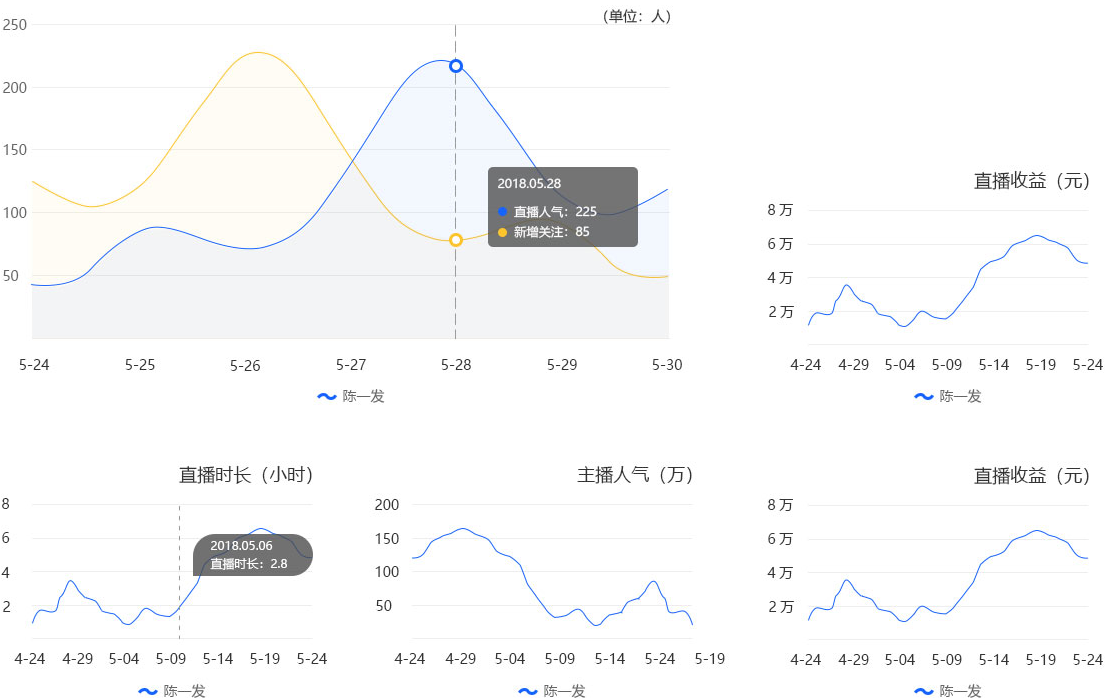 (单位：人)
250
200
150
100
50
2018.05.28
直播人气：225
新增关注：85
5-24 5-25 5-26 5-27 5-28 5-29 5-30
陈一发
直播收益（元）
8 万
6 万
4 万
2 万
4-24 4-29 5-04 5-09 5-14 5-19 5-24
陈一发
直播时长（小时）
8
6
4
2
2018.05.06
直播时长：2.8
4-24 4-29 5-04 5-09 5-14 5-19 5-24
陈一发
主播人气（万）
200
150
100
50
4-24 4-29 5-04 5-09 5-14 5-24 5-19
陈一发
直播收益（元）
8 万
6 万
4 万
2 万
4-24 4-29 5-04 5-09 5-14 5-19 5-24
陈一发